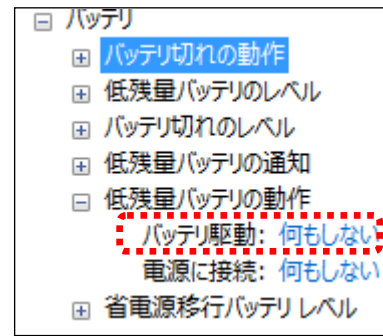 バッテリ
バッテリ切れの動作
低残量バッテリのレベル
バッテリ切れのレベル
低残量バッテリの通知
低残量バッテリの動作
バッテリ駆動: 何もしない
電源に接続: 何もしない
省電源移行バッテリ レベル